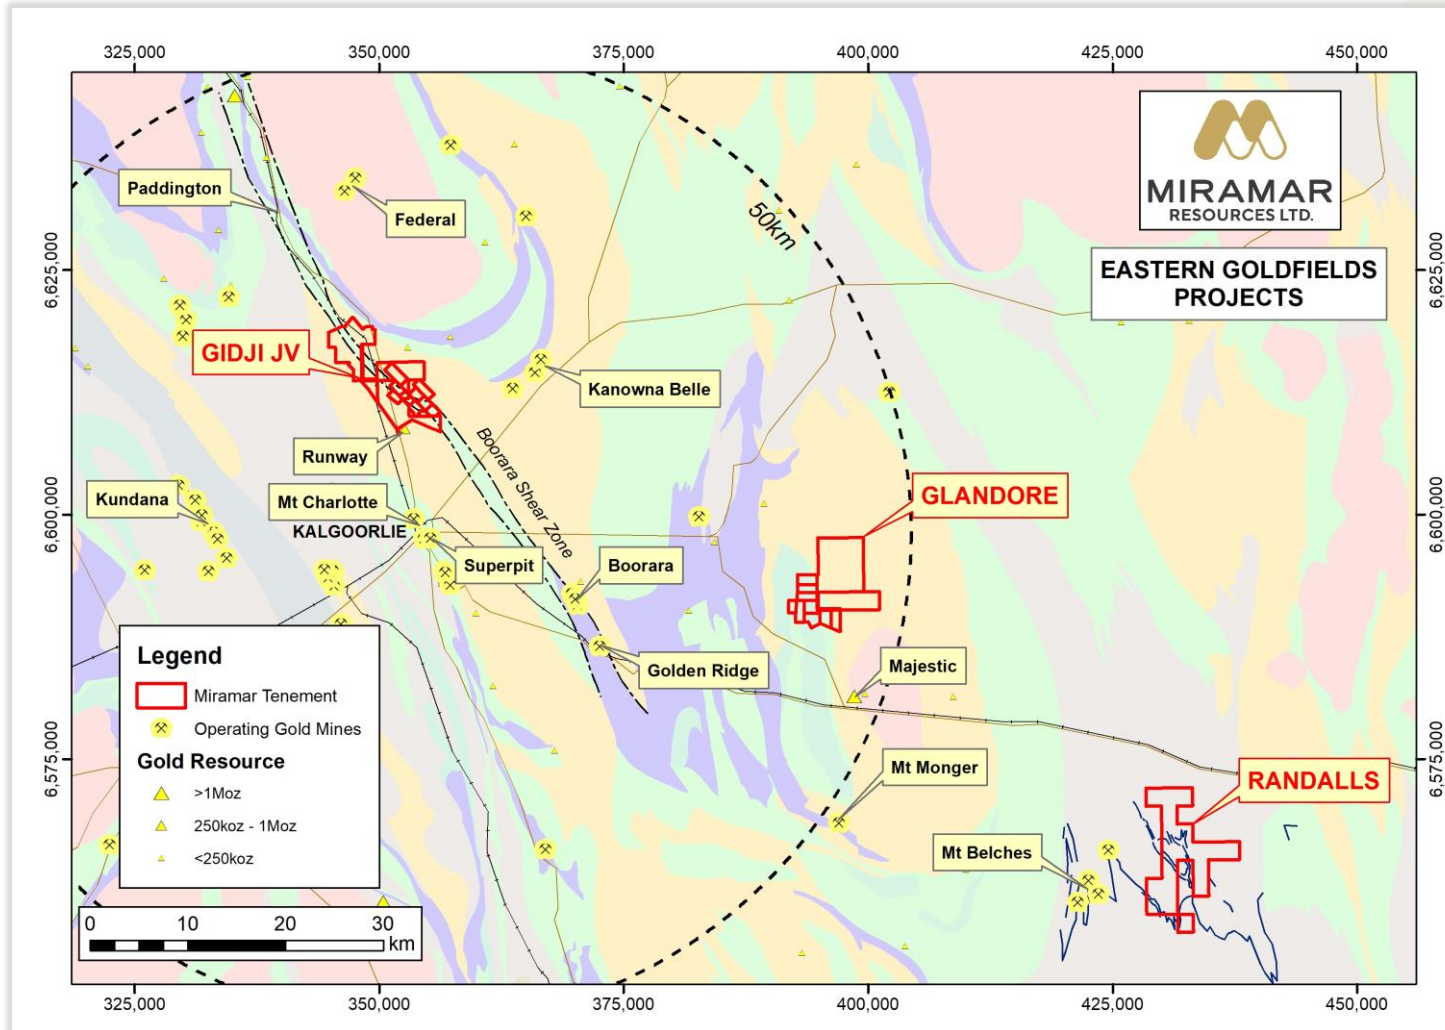 325,000
350,000
375,000
400,000
425,000
450,000
MIRAMAR
RESOURCES LTD.
EASTERN GOLDFIELDS
PROJECTS
50km
Paddington
Federal
6,625,000
6,625,000
GIDJI JV
Kanowna Belle
Runway
Boorara Shear Zone
Kundana
Mt Charlotte
GLANDORE
6,600,000
6,600,000
KALGOORLIE
Superpit
Boorara
Golden Ridge
Majestic
Mt Monger
RANDALLS
6,575,000
6,575,000
Mt Belches
Legend
Miramar Tenement
Operating Gold Mines
Gold Resource
>1Moz
250koz - 1Moz
<250koz
0 10 20 30
km
325,000
350,000
375,000
400,000
425,000
450,000